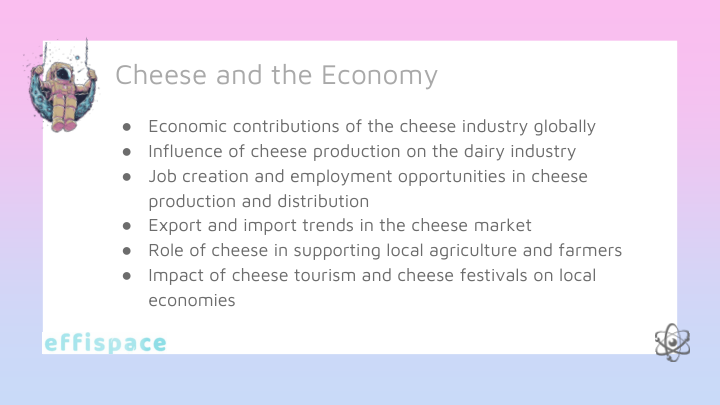 Cheese and the Economy
● Economic contributions of the cheese industry globally
● Influence of cheese production on the dairy industry
● Job creation and employment opportunities in cheese
production and distribution
● Export and import trends in the cheese market
● Role of cheese in supporting local agriculture and farmers
● Impact of cheese tourism and cheese festivals on local
economies
effispace